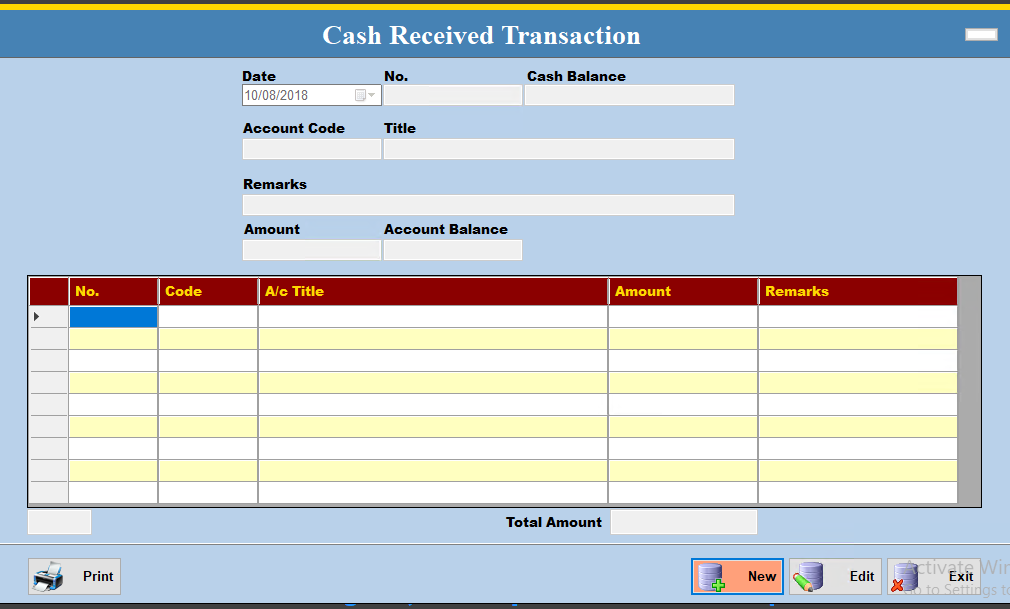 Cash Received Transaction
Date No. Cash Balance
10/08/2018
Account Code Title
Remarks
Amount Account Balance
No. Code A/c Title Amount Remarks
Total Amount
Print New Edit Exit
Activate Win
to Settings to